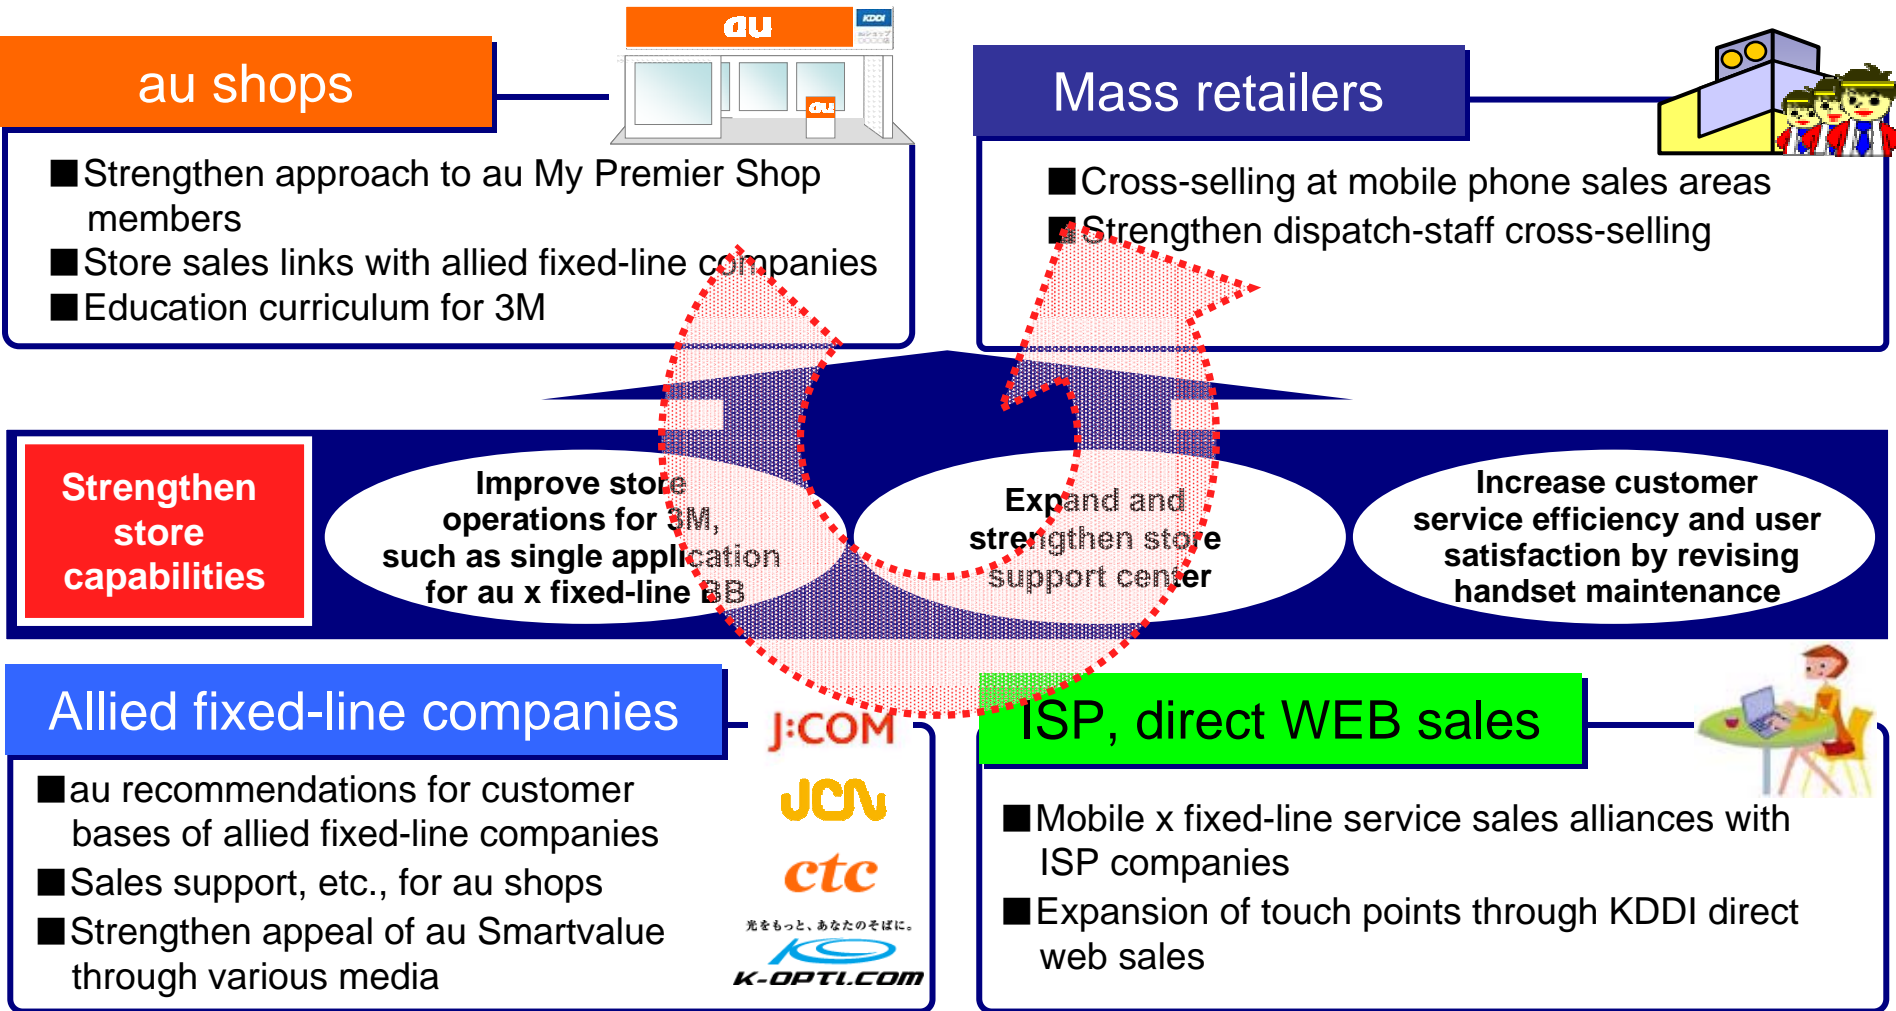 au
KDDI
au shops
■Strengthen approach to au My Premier Shop
members
■Store sales links with allied fixed-line companies
■Education curriculum for 3M
au
Mass retailers
■Cross-selling at mobile phone sales areas
■Strengthen dispatch-staff cross-selling
Strengthen
store
capabilities
Improve store
operations for 3M,
such as single application
for au x fixed-line BB
Expand and
strengthen store
support center
Increase customer
service efficiency and user
satisfaction by revising
handset maintenance
Allied fixed-line companies
■au recommendations for customer
bases of allied fixed-line companies
■Sales support, etc., for au shops
■Strengthen appeal of au Smartvalue
through various media
J:COM
JCN
ctc
光をもっと、あなたのそばに。
K-OPTI.COM
ISP, direct WEB sales
■Mobile x fixed-line service sales alliances with
ISP companies
■Expansion of touch points through KDDI direct
web sales